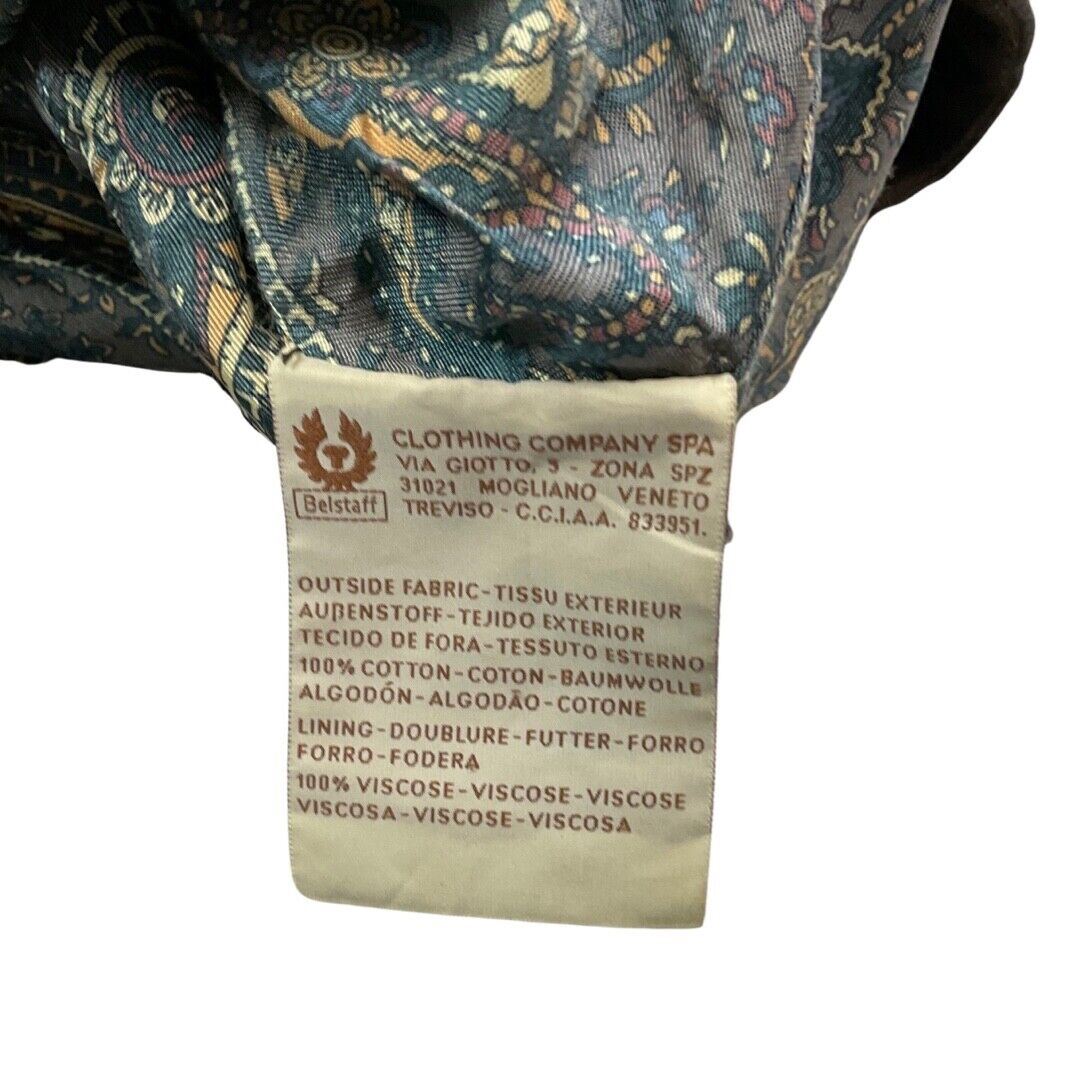 CLOTHING COMPANY SPA
VIA GIOTTO, 3 - ZONA SPZ
31021 MOGLIANO VENETO
TREVISO - C.C.I.A.A. 833951.
Belstaff
OUTSIDE FABRIC-TISSU EXTERIEUR
AUßENSTOFF-TEJIDO EXTERIOR
TECIDO DE FORA-TESSUTO ESTERNO
100% COTTON-COTON-BAUMWOLLE
ALGODÓN-ALGODÃO-COTONE
LINING-DOUBLURE-FUTTER-FORRO
FORRO-FODERA
100% VISCOSE-VISCOSE-VISCOSE
VISCOSA-VISCOSE-VISCOSA